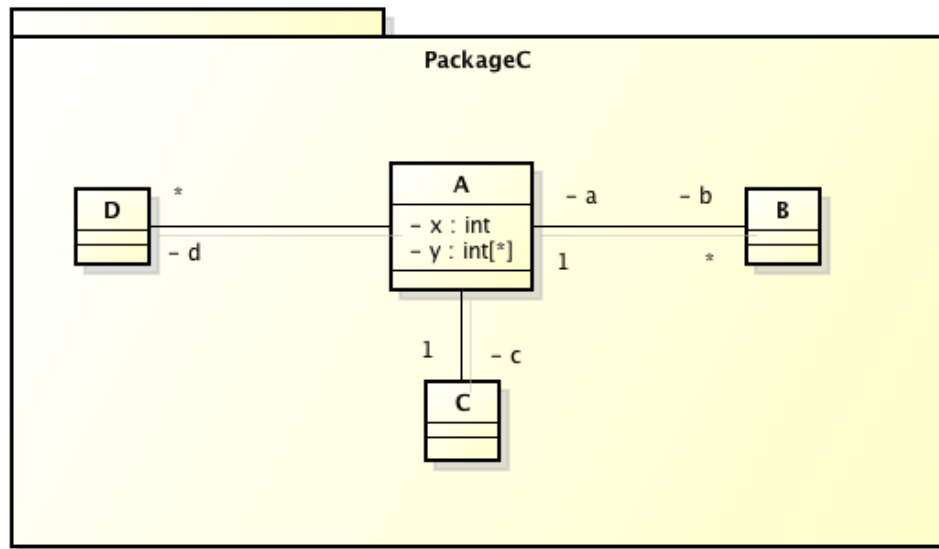 PackageC
D
*
- d
A
- x : int
- y : int[*]
- a
1
- b
*
B
1
- c
C